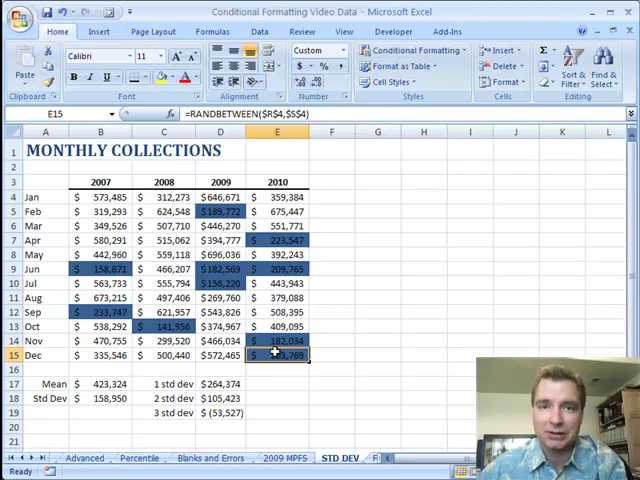 Conditional Formatting Video Data - Microsoft Excel
Home Insert Page Layout Formulas Data Review View Developer Add-Ins
Paste Calibri 11 A A Custom Conditional Formatting Insert Σ
B I U $ % , Format as Table Delete Sort & Filter Find & Select
A Cell Styles Format
Clipboard Font Alignment Number Styles Cells Editing
E15 fx =RANDBETWEEN($R$4,$S$4)
A B C D E F G H I J K L
1 MONTHLY COLLECTIONS
2
3 2007 2008 2009 2010
4 Jan $ 573,485 $ 312,273 $646,671 $ 359,384
5 Feb $ 319,293 $ 624,548 $189,772 $ 675,447
6 Mar $ 349,526 $ 507,710 $446,270 $ 551,771
7 Apr $ 580,291 $ 515,062 $394,777 $ 223,547
8 May $ 442,960 $ 559,118 $696,036 $ 392,243
9 Jun $ 158,871 $ 466,207 $182,569 $ 209,765
10 Jul $ 563,733 $ 555,794 $156,220 $ 443,943
11 Aug $ 673,215 $ 497,406 $269,760 $ 379,088
12 Sep $ 233,747 $ 621,957 $543,826 $ 508,395
13 Oct $ 538,292 $ 141,956 $374,967 $ 409,095
14 Nov $ 470,755 $ 299,520 $466,034 $ 182,034
15 Dec $ 335,546 $ 500,440 $572,465 $
16
17 Mean $ 423,324 1 std dev $264,374
18 Std Dev $ 158,950 2 std dev $105,423
19 3 std dev $ (53,527)
20
21
Advanced Percentile Blanks and Errors 2009 MPFS STD DEV
Ready